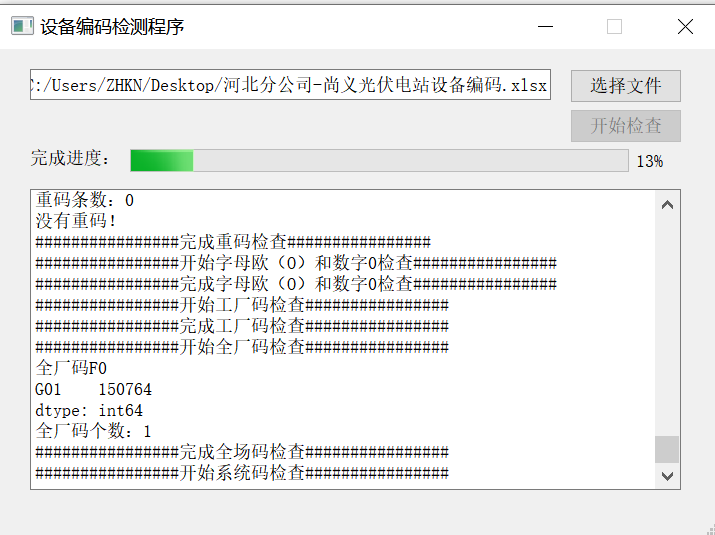 设备编码检测程序
C:/Users/ZHKN/Desktop/河北分公司-尚义光伏电站设备编码.xlsx
选择文件
开始检查
完成进度：
13%
重码条数：0
没有重码！
################完成重码检查################
################开始字母欧（O）和数字0检查################
################完成字母欧（O）和数字0检查################
################开始工厂码检查################
################完成工厂码检查################
################开始全厂码检查################
全厂码F0
G01    150764
dtype: int64
全厂码个数：1
################完成全场码检查################
################开始系统码检查################